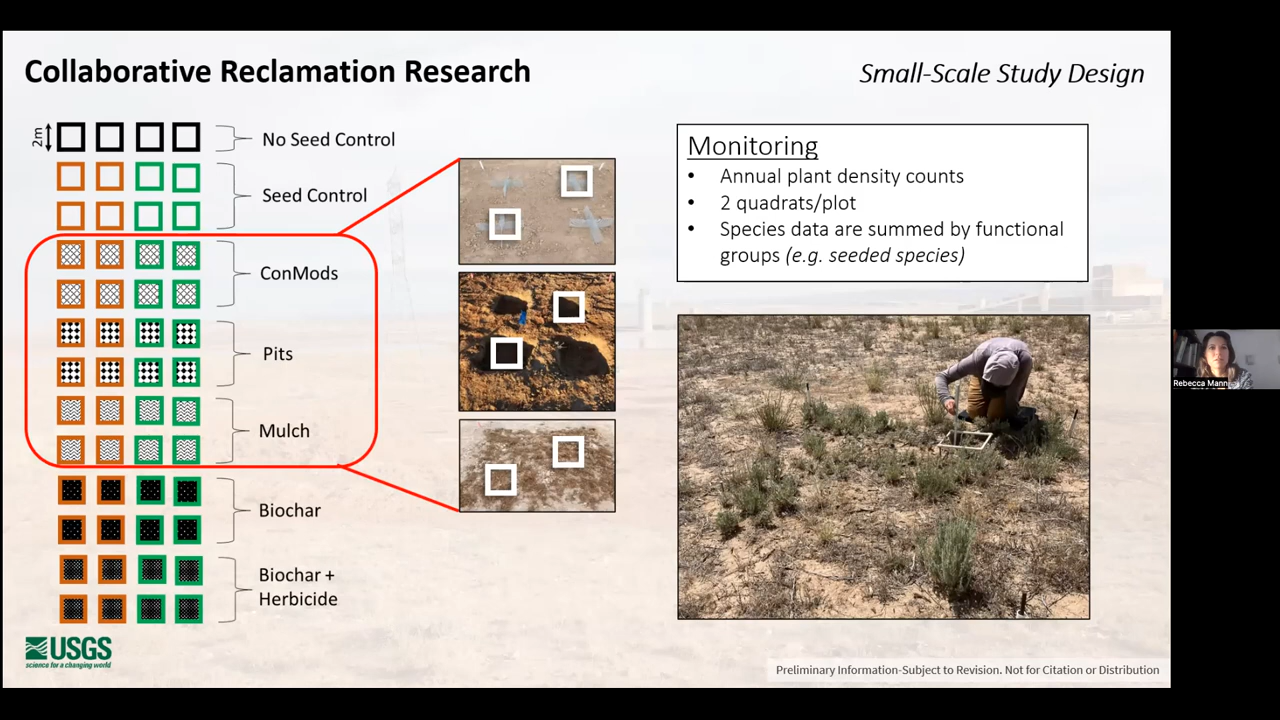 Collaborative Reclamation Research
Small-Scale Study Design
2m
No Seed Control
Seed Control
ConMods
Pits
Mulch
Biochar
Biochar +
Herbicide
Monitoring
• Annual plant density counts
• 2 quadrats/plot
• Species data are summed by functional
groups (e.g. seeded species)
USGS
science for a changing world
Preliminary Information-Subject to Revision. Not for Citation or Distribution
Rebecca Mann